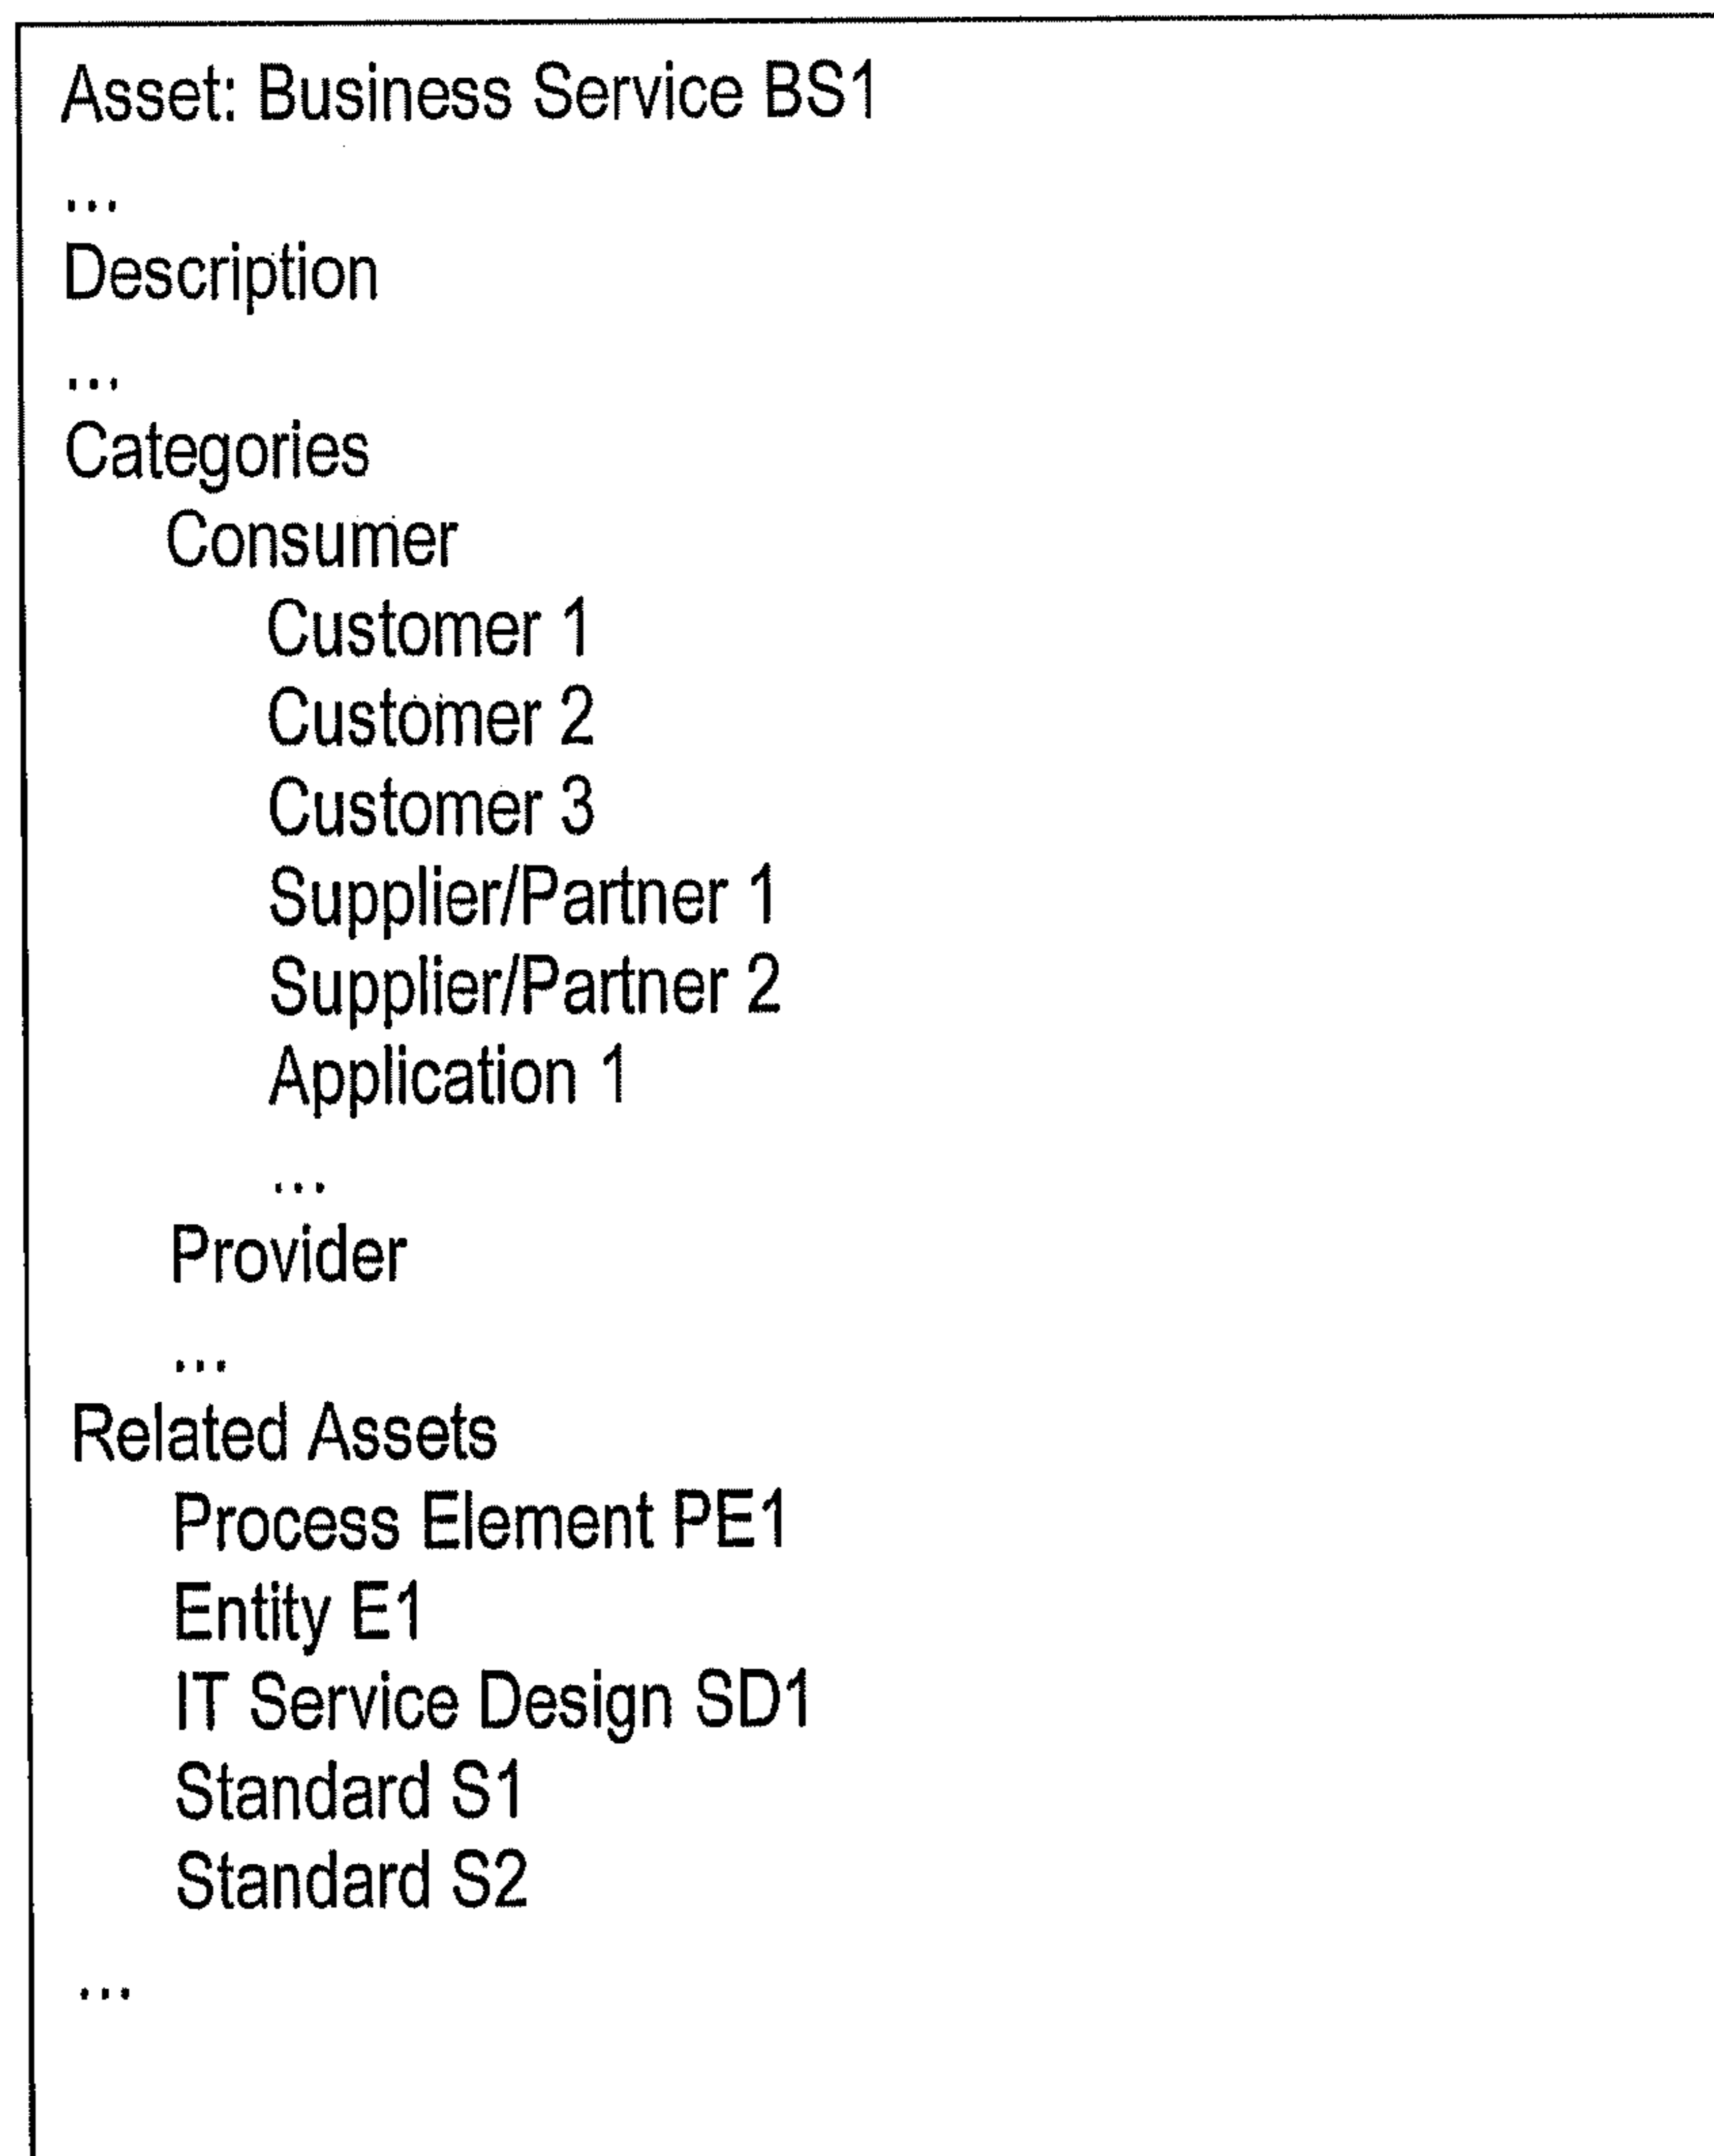 Asset: Business Service BS1
...
Description
...
Categories
Consumer
Customer 1
Customer 2
Customer 3
Supplier/Partner 1
Supplier/Partner 2
Application 1
...
Provider
...
Related Assets
Process Element PE1
Entity E1
IT Service Design SD1
Standard S1
Standard S2
...